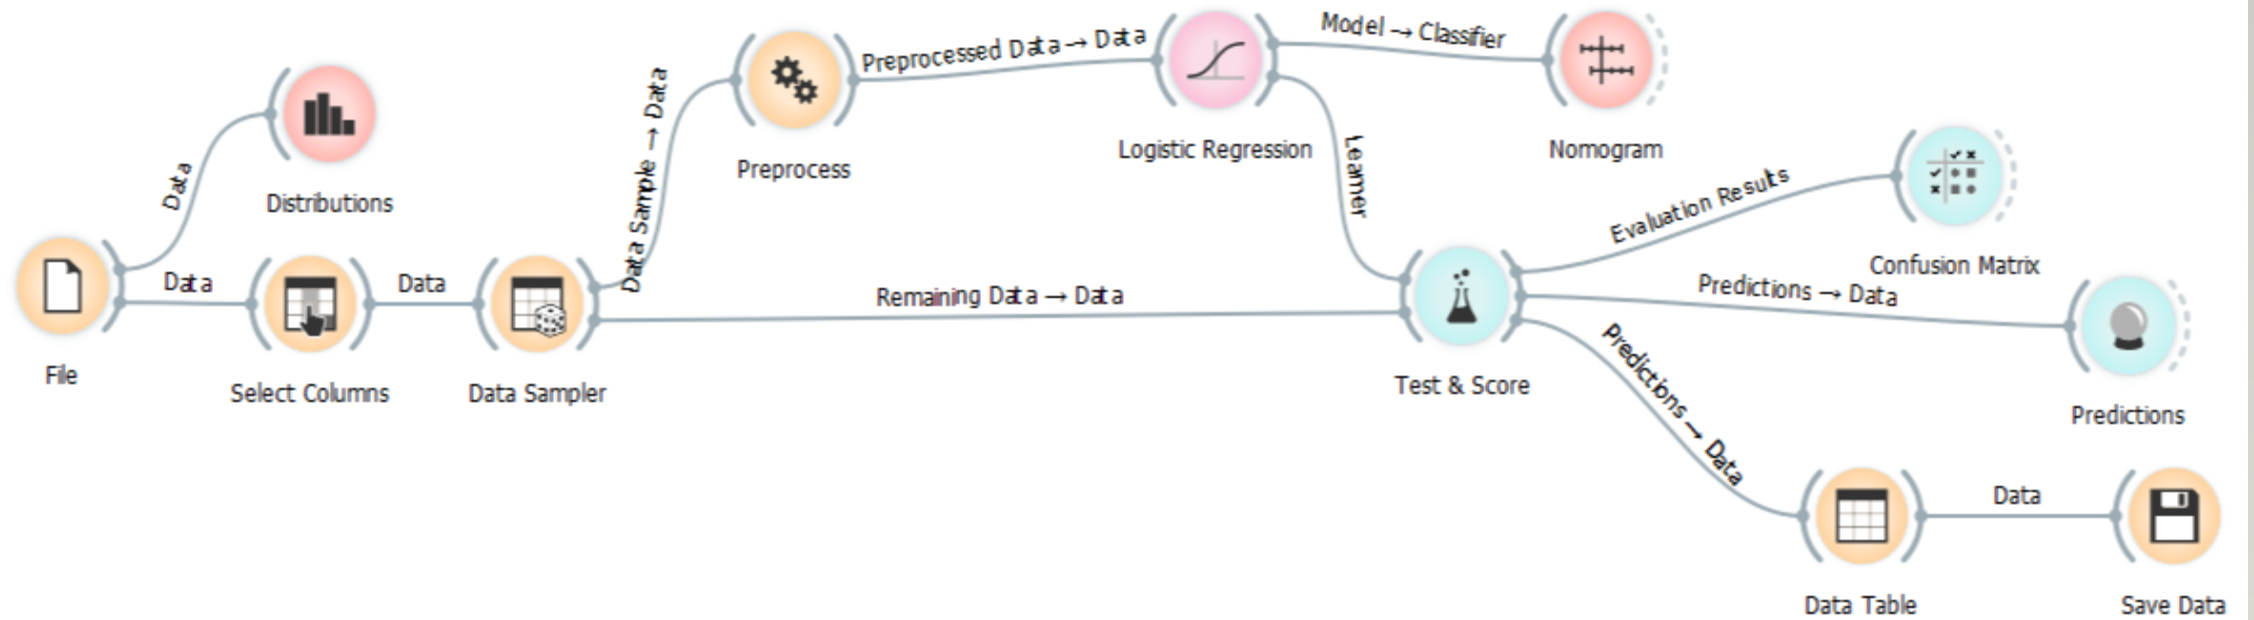 Model → Classifier
Preprocessed Data → Data
Data Sample → Data
Logistic Regression
Nomogram
Preprocess
Learner
Data
Distributions
Evaluation Results
Confusion Matrix
Data
Data
Remaining Data → Data
Predictions → Data
File
Select Columns
Data Sampler
Test & Score
Predictions → Data
Predictions
Data
Data Table
Save Data